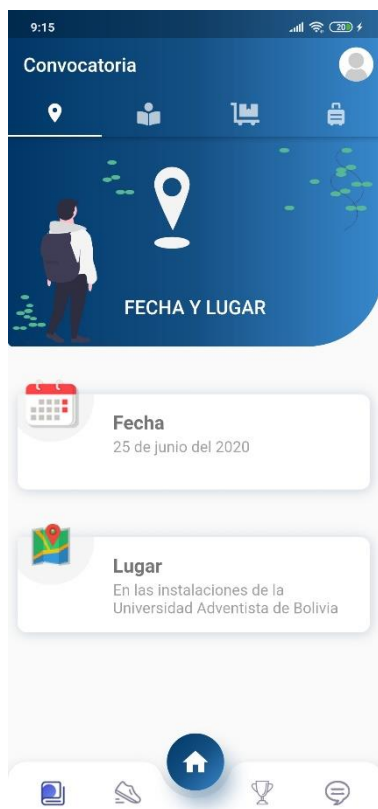 9:15
20
Convocatoria
FECHA Y LUGAR
Fecha
25 de junio del 2020
Lugar
En las instalaciones de la
Universidad Adventista de Bolivia